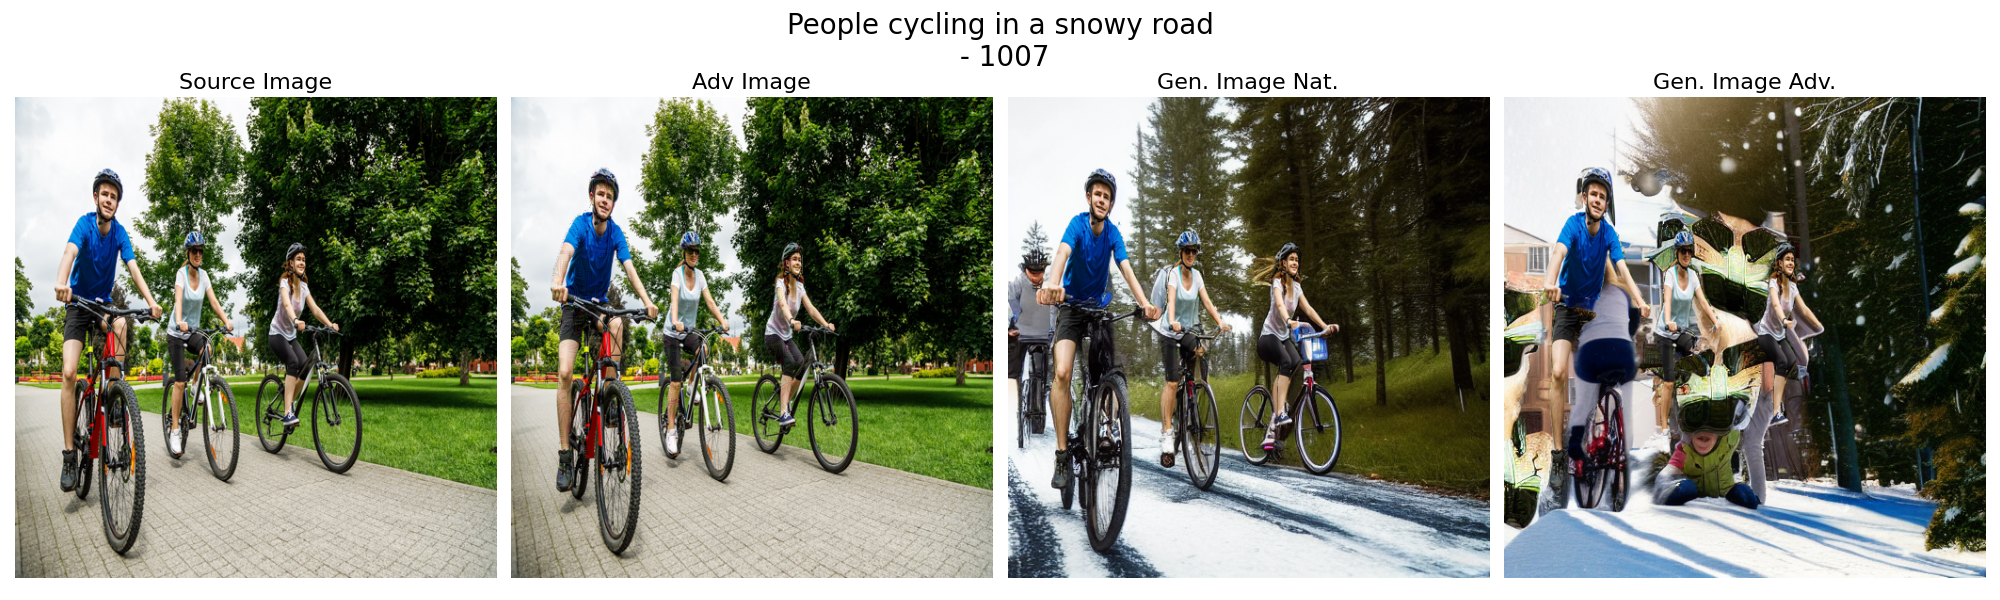 People cycling in a snowy road
- 1007
Source Image
Adv Image
Gen. Image Nat.
Gen. Image Adv.